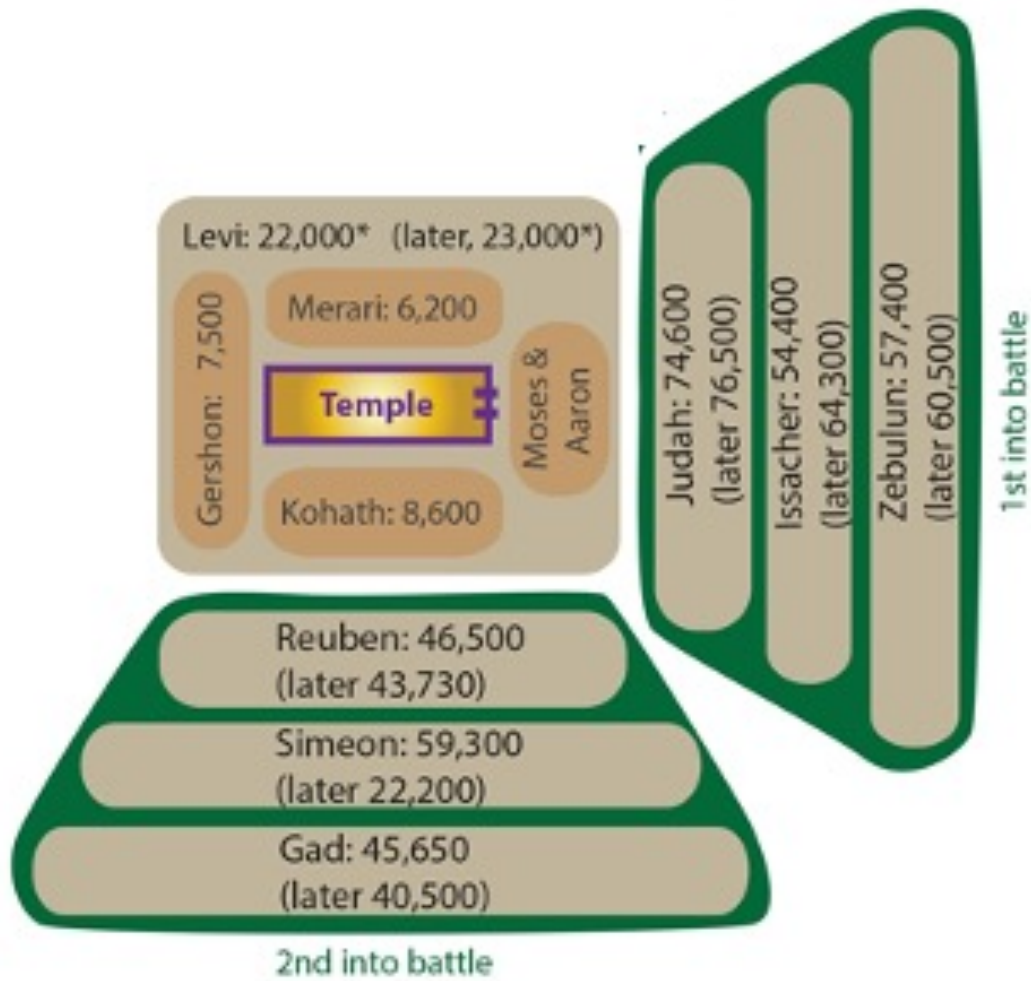 Levi: 22,000* (later, 23,000*)
Merari: 6,200
Gershon: 7,500
Temple
Moses &
Aaron
Kohath: 8,600
Judah: 74,600
(later 76,500)
Issacher: 54,400
(later 64,300)
Zebulun: 57,400
(later 60,500)
1st into battle
Reuben: 46,500
(later 43,730)
Simeon: 59,300
(later 22,200)
Gad: 45,650
(later 40,500)
2nd into battle